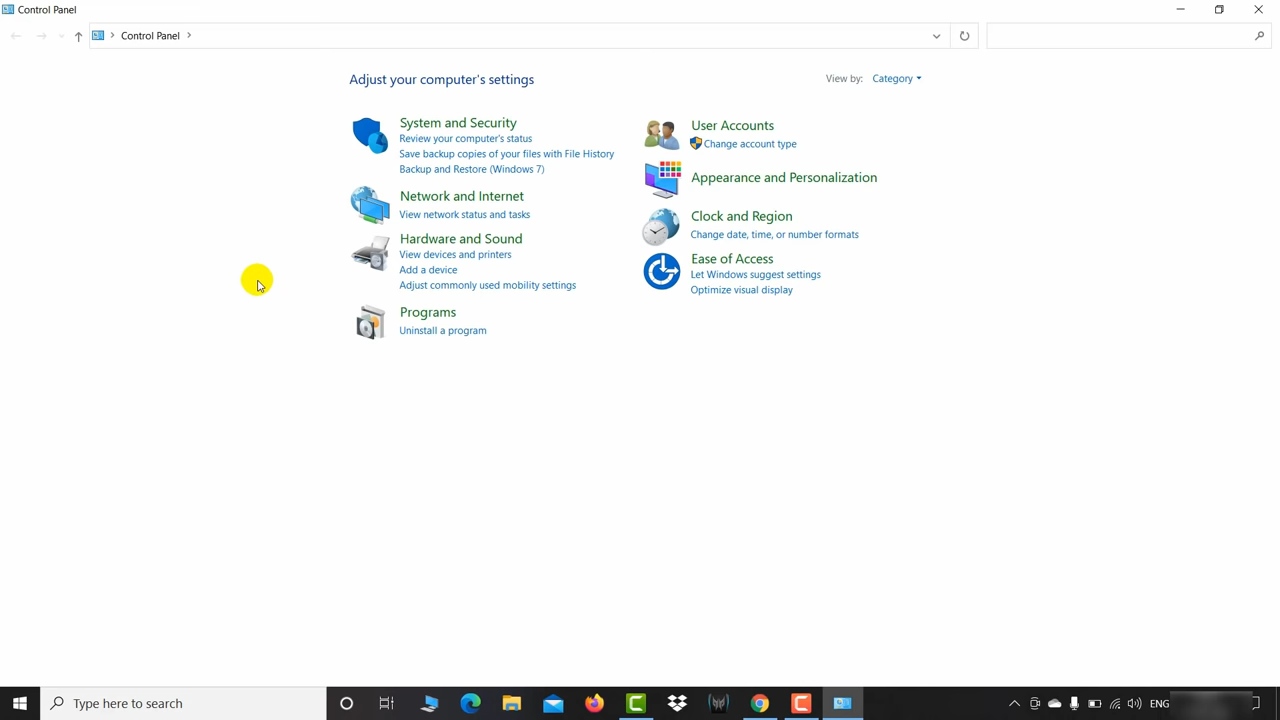 Control Panel
Control Panel
Adjust your computer's settings
View by: Category
System and Security
Review your computer's status
Save backup copies of your files with File History
Backup and Restore (Windows 7)
Network and Internet
View network status and tasks
Hardware and Sound
View devices and printers
Add a device
Adjust commonly used mobility settings
Programs
Uninstall a program
User Accounts
Change account type
Appearance and Personalization
Clock and Region
Change date, time, or number formats
Ease of Access
Let Windows suggest settings
Optimize visual display
Type here to search
ENG